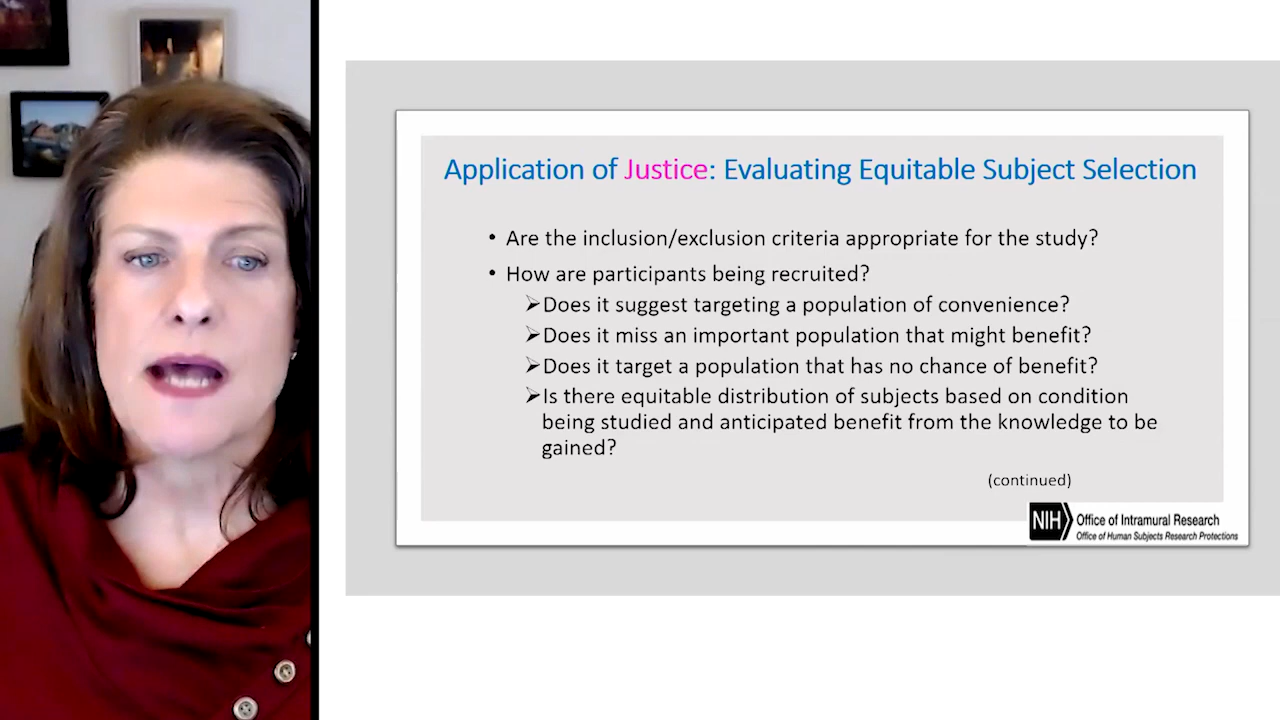 Application of Justice: Evaluating Equitable Subject Selection
• Are the inclusion/exclusion criteria appropriate for the study?
• How are participants being recruited?
➢Does it suggest targeting a population of convenience?
➢Does it miss an important population that might benefit?
➢Does it target a population that has no chance of benefit?
➢Is there equitable distribution of subjects based on condition
being studied and anticipated benefit from the knowledge to be
gained?
(continued)
NIH Office of Intramural Research
Office of Human Subjects Research Protections